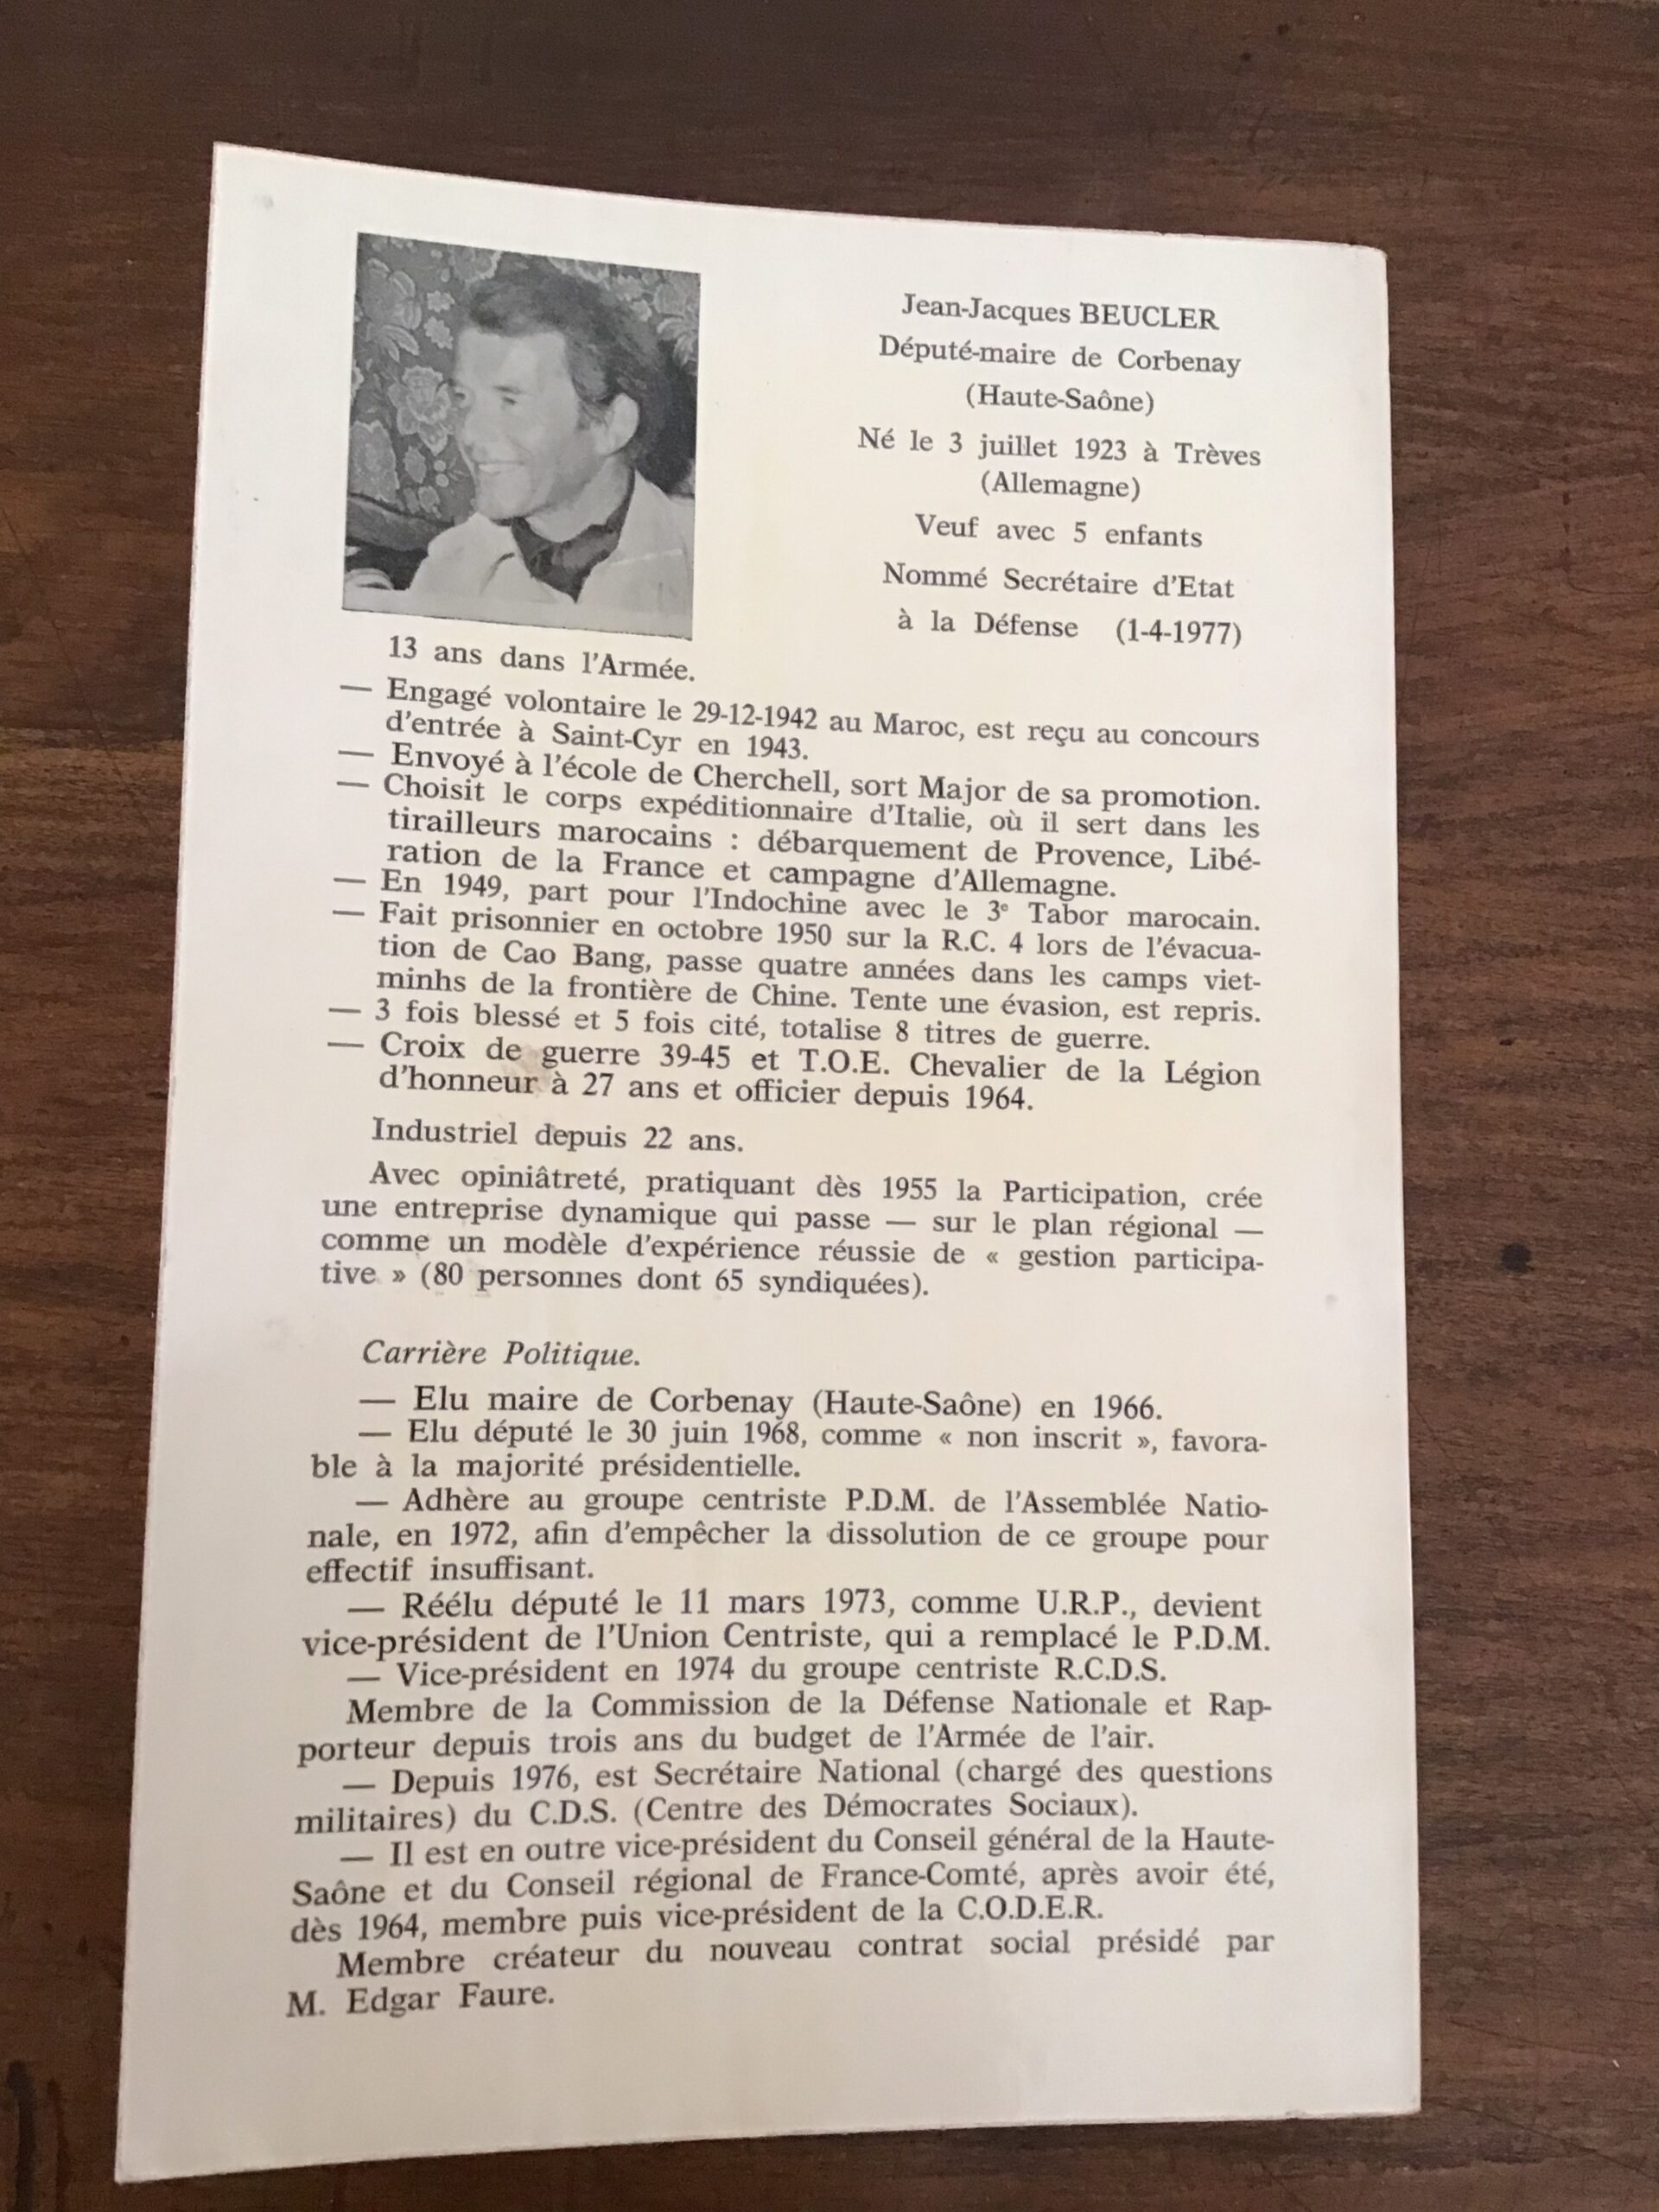 Jean-Jacques BEUCLER
Député-maire de Corbenay
(Haute-Saône)
Né le 3 juillet 1923 à Trèves
(Allemagne)
Veuf avec 5 enfants
Nommé Secrétaire d'Etat
à la Défense (1-4-1977)
13 ans dans l'Armée.
— Engagé volontaire le 29-12-1942 au Maroc, est reçu au concours
d'entrée à Saint-Cyr en 1943.
— Envoyé à l'école de Cherchell, sort Major de sa promotion.
— Choisit le corps expéditionnaire d'Italie, où il sert dans les
tirailleurs marocains : débarquement de Provence, Libé-
ration de la France et campagne d'Allemagne.
— En 1949, part pour l'Indochine avec le 3e Tabor marocain.
— Fait prisonnier en octobre 1950 sur la R.C. 4 lors de l'évacua-
tion de Cao Bang, passe quatre années dans les camps viet-
minhs de la frontière de Chine. Tente une évasion, est repris.
— 3 fois blessé et 5 fois cité, totalise 8 titres de guerre.
— Croix de guerre 39-45 et T.O.E. Chevalier de la Légion
d'honneur à 27 ans et officier depuis 1964.
Industriel depuis 22 ans.
Avec opiniâtreté, pratiquant dès 1955 la Participation, crée
une entreprise dynamique qui passe — sur le plan régional —
comme un modèle d'expérience réussie de « gestion participa-
tive » (80 personnes dont 65 syndiquées).
Carrière Politique.
— Elu maire de Corbenay (Haute-Saône) en 1966.
— Elu député le 30 juin 1968, comme « non inscrit », favora-
ble à la majorité présidentielle.
— Adhère au groupe centriste P.D.M. de l'Assemblée Natio-
nale, en 1972, afin d'empêcher la dissolution de ce groupe pour
effectif insuffisant.
— Réélu député le 11 mars 1973, comme U.R.P., devient
vice-président de l'Union Centriste, qui a remplacé le P.D.M.
— Vice-président en 1974 du groupe centriste R.C.D.S.
Membre de la Commission de la Défense Nationale et Rap-
porteur depuis trois ans du budget de l'Armée de l'air.
— Depuis 1976, est Secrétaire National (chargé des questions
militaires) du C.D.S. (Centre des Démocrates Sociaux).
— Il est en outre vice-président du Conseil général de la Haute-
Saône et du Conseil régional de France-Comté, après avoir été,
dès 1964, membre puis vice-président de la C.O.D.E.R.
Membre créateur du nouveau contrat social présidé par
M. Edgar Faure.